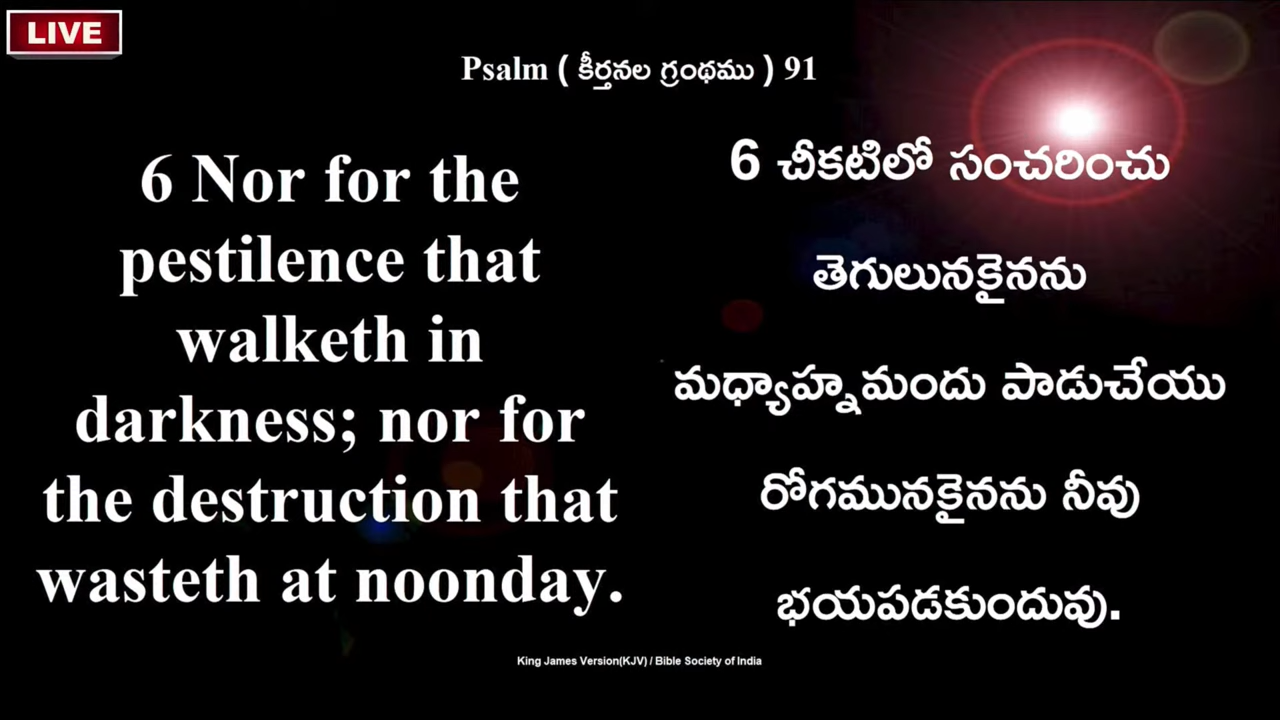 LIVE
Psalm ( కీర్తనల గ్రంథము ) 91
6 Nor for the
pestilence that
walketh in
darkness; nor for
the destruction that
wasteth at noonday.
6 చీకటిలో సంచరించు
తెగులునకైనను
మధ్యాహ్నమందు పాడుచేయు
రోగమునకైనను నీవు
భయపడకుందువు.
King James Version(KJV) / Bible Society of India